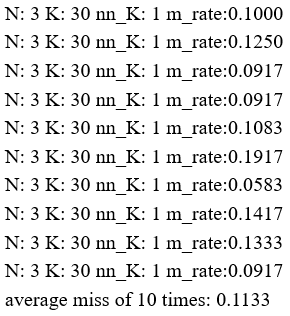 N: 3 K: 30 nn_K: 1 m_rate:0.1000
N: 3 K: 30 nn_K: 1 m_rate:0.1250
N: 3 K: 30 nn_K: 1 m_rate:0.0917
N: 3 K: 30 nn_K: 1 m_rate:0.0917
N: 3 K: 30 nn_K: 1 m_rate:0.1083
N: 3 K: 30 nn_K: 1 m_rate:0.1917
N: 3 K: 30 nn_K: 1 m_rate:0.0583
N: 3 K: 30 nn_K: 1 m_rate:0.1417
N: 3 K: 30 nn_K: 1 m_rate:0.1333
N: 3 K: 30 nn_K: 1 m_rate:0.0917
average miss of 10 times: 0.1133